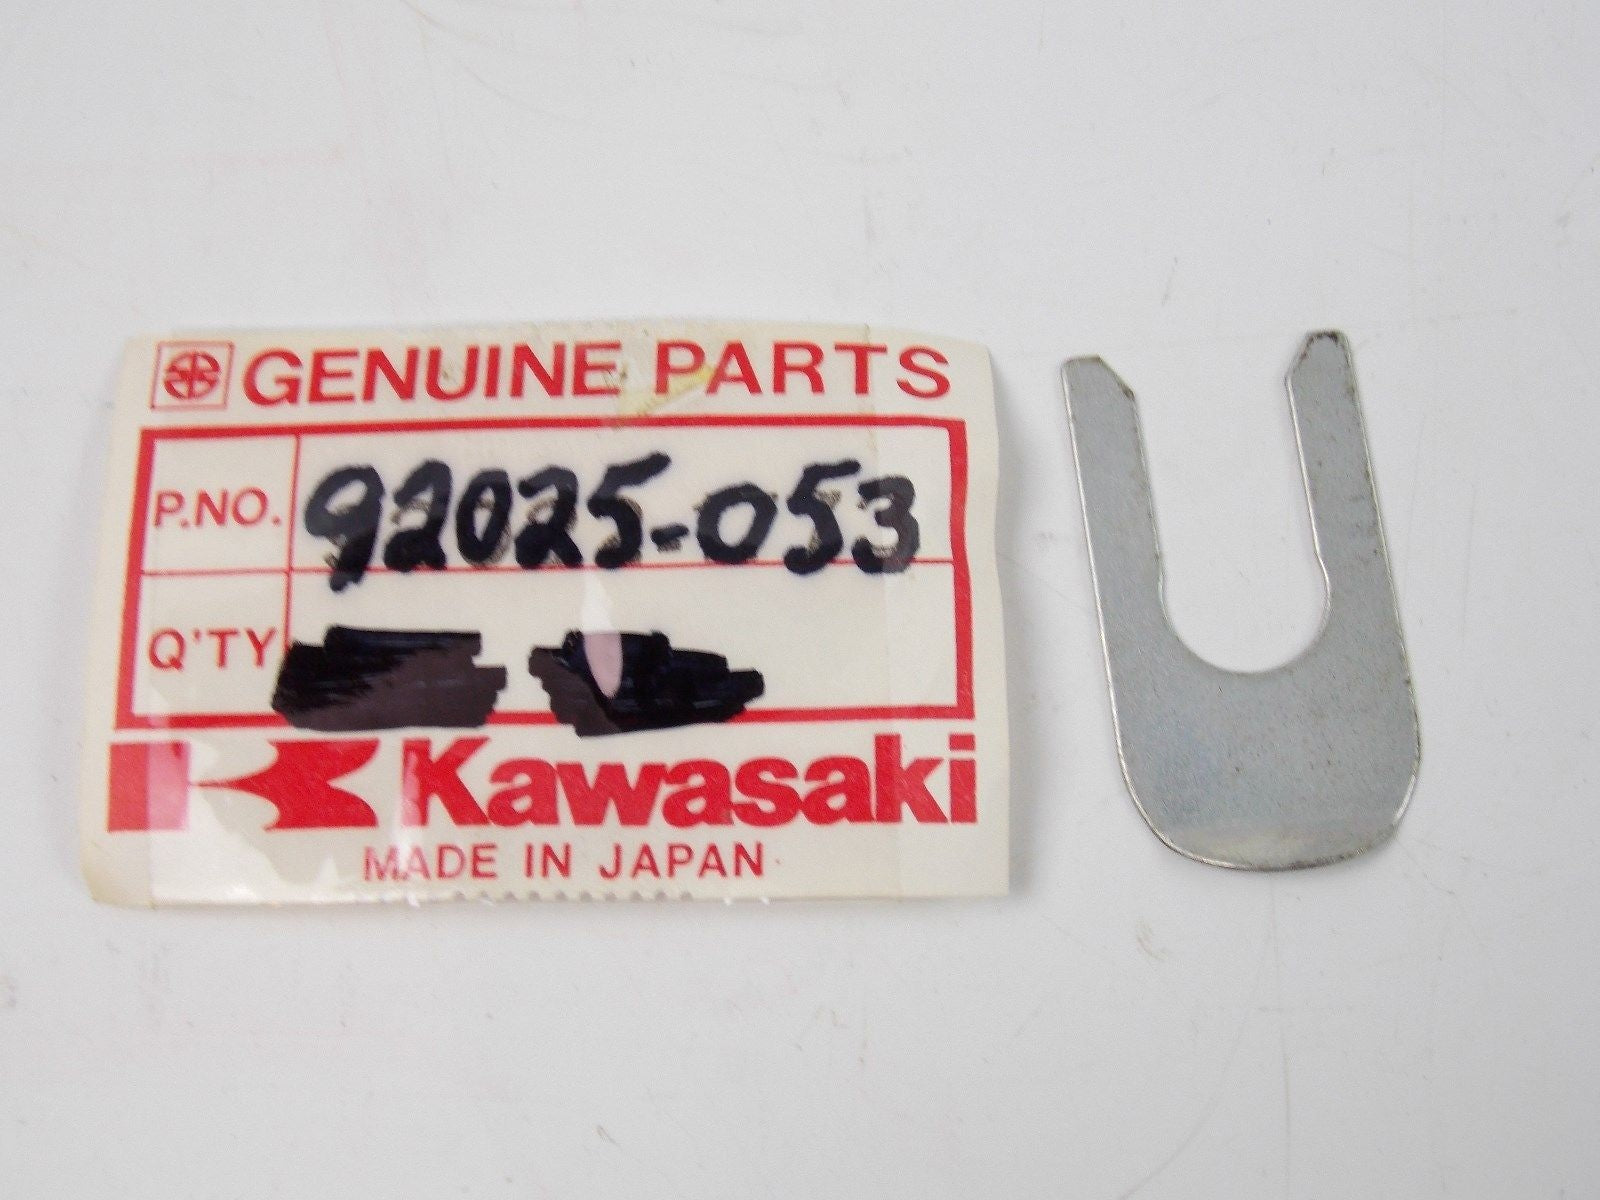 GENUINE PARTS
P.NO. 92025-053
Q'TY
Kawasaki
MADE IN JAPAN